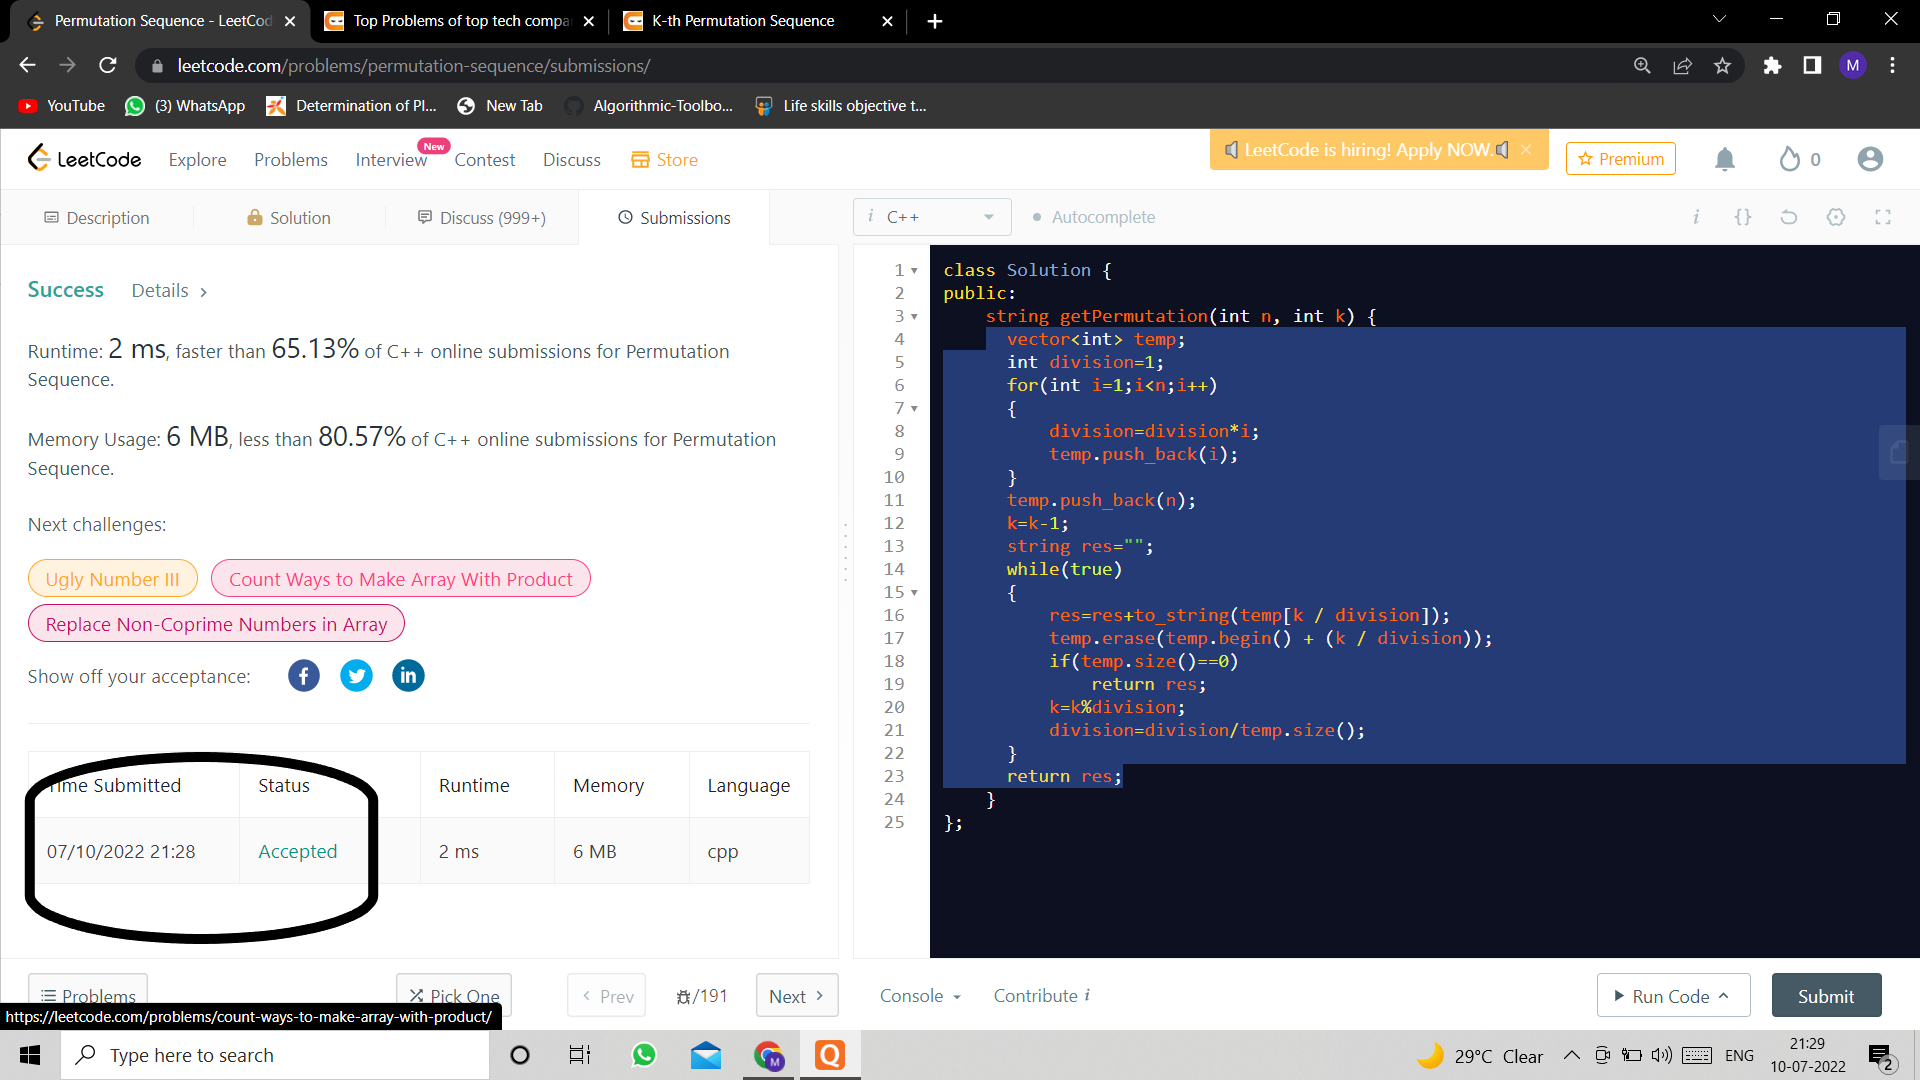 Permutation Sequence - LeetCod
Top Problems of top tech compa
K-th Permutation Sequence
leetcode.com/problems/permutation-sequence/submissions/
M
YouTube
(3) WhatsApp
Determination of Pl...
New Tab
Algorithmic-Toolbo...
Life skills objective t...
LeetCode
Explore
Problems
Interview
New
Contest
Discuss
Store
LeetCode is hiring! Apply NOW.
Premium
0
Description
Solution
Discuss (999+)
Submissions
i C++
Autocomplete
i {}
Success Details
Runtime: 2 ms, faster than 65.13% of C++ online submissions for Permutation
Sequence.
Memory Usage: 6 MB, less than 80.57% of C++ online submissions for Permutation
Sequence.
Next challenges:
Ugly Number III
Count Ways to Make Array With Product
Replace Non-Coprime Numbers in Array
Show off your acceptance:
Time Submitted Status Runtime Memory Language
07/10/2022 21:28 Accepted 2 ms 6 MB cpp
1 class Solution {
2 public:
3 string getPermutation(int n, int k) {
4 vector<int> temp;
5 int division=1;
6 for(int i=1;i<n;i++)
7 {
8 division=division*i;
9 temp.push_back(i);
10 }
11 temp.push_back(n);
12 k=k-1;
13 string res="";
14 while(true)
15 {
16 res=res+to_string(temp[k / division]);
17 temp.erase(temp.begin() + (k / division));
18 if(temp.size()==0)
19 return res;
20 k=k%division;
21 division=division/temp.size();
22 }
23 return res;
24 }
25 };
Problems
Pick One
Prev
/191
Next
Console
Contribute i
Run Code
Submit
https://leetcode.com/problems/count-ways-to-make-array-with-product/
Type here to search
M
Q
29°C Clear
ENG
21:29
10-07-2022
2